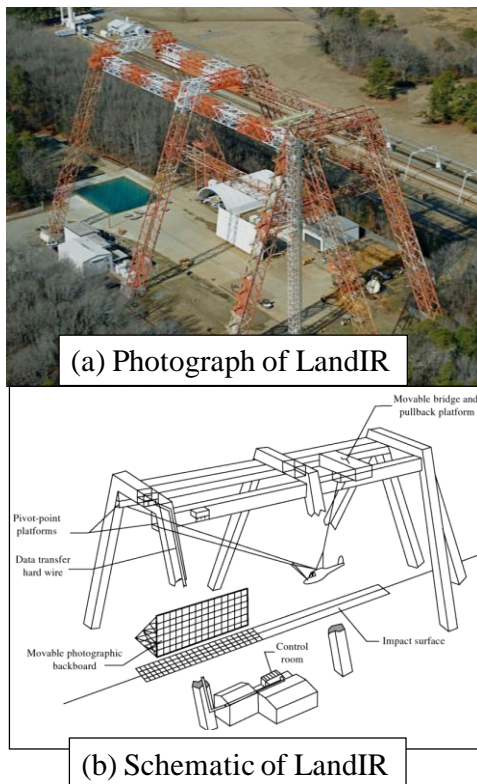 (a) Photograph of LandIR
Movable bridge and
pullback platform
Pivot-point
platforms
Data transfer
hard wire
Movable photographic
backboard
Control
room
Impact surface
(b) Schematic of LandIR